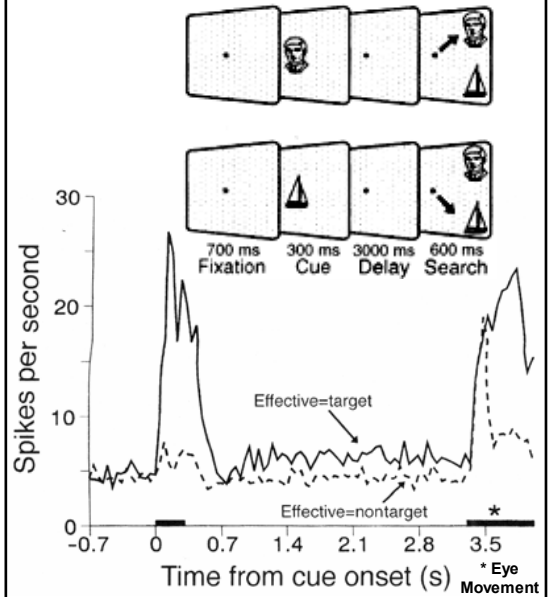 700 ms 300 ms 3000 ms 600 ms
Fixation Cue Delay Search
30
20
10
0
Spikes per second
Effective=target
Effective=nontarget
-0.7 0 0.7 1.4 2.1 2.8 3.5
*
Time from cue onset (s)
* Eye
Movement